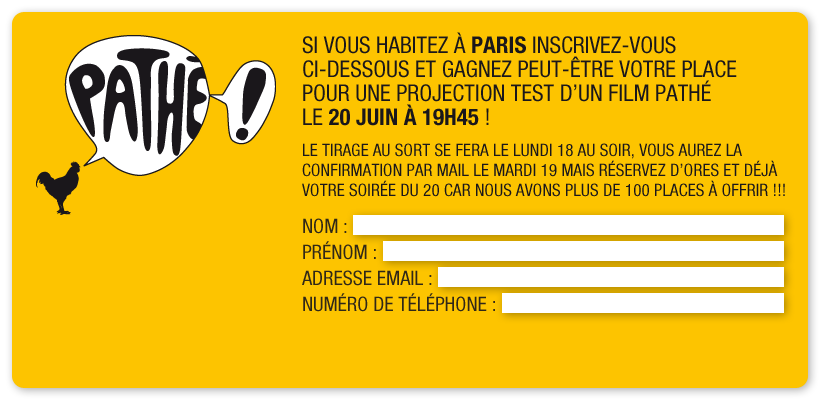 PATHÉ !
SI VOUS HABITEZ À PARIS INSCRIVEZ-VOUS
CI-DESSOUS ET GAGNEZ PEUT-ÊTRE VOTRE PLACE
POUR UNE PROJECTION TEST D'UN FILM PATHÉ
LE 20 JUIN À 19H45 !
LE TIRAGE AU SORT SE FERA LE LUNDI 18 AU SOIR, VOUS AUREZ LA
CONFIRMATION PAR MAIL LE MARDI 19 MAIS RÉSERVEZ D'ORES ET DÉJÀ
VOTRE SOIRÉE DU 20 CAR NOUS AVONS PLUS DE 100 PLACES À OFFRIR !!!
NOM :
PRÉNOM :
ADRESSE EMAIL :
NUMÉRO DE TÉLÉPHONE :